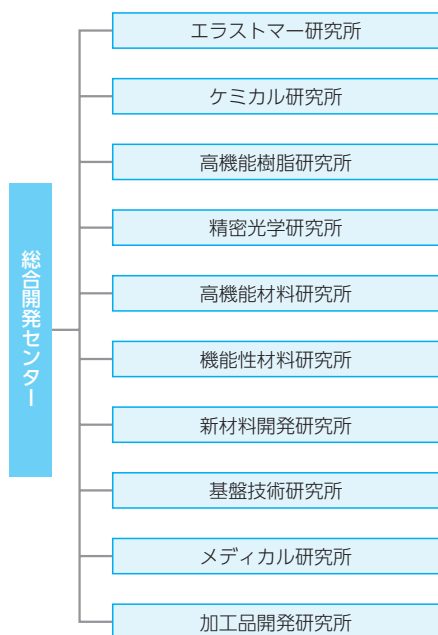 総合開発センター
エラストマー研究所
ケミカル研究所
高機能樹脂研究所
精密光学研究所
高機能材料研究所
機能性材料研究所
新材料開発研究所
基盤技術研究所
メディカル研究所
加工品開発研究所